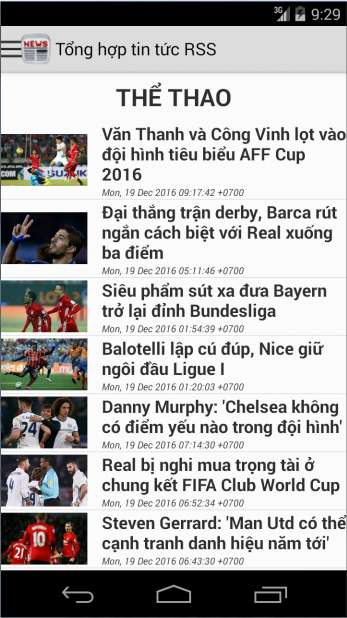 3G 9:29
NEWS
Tổng hợp tin tức RSS
THỂ THAO
Văn Thanh và Công Vinh lọt vào
đội hình tiêu biểu AFF Cup
2016
Mon, 19 Dec 2016 09:17:42 +0700
SUZUK
Đại thắng trận derby, Barca rút
ngắn cách biệt với Real xuống
ba điểm
Mon, 19 Dec 2016 05:11:46 +0700
Siêu phẩm sút xa đưa Bayern
trở lại đỉnh Bundesliga
Mon, 19 Dec 2016 01:54:39 +0700
Balotelli lập cú đúp, Nice giữ
ngôi đầu Ligue I
Mon, 19 Dec 2016 01:20:03 +0700
Danny Murphy: 'Chelsea không
có điểm yếu nào trong đội hình'
Mon, 19 Dec 2016 07:14:30 +0700
24
Real bị nghi mua trọng tài ở
chung kết FIFA Club World Cup
Mon, 19 Dec 2016 06:52:34 +0700
Steven Gerrard: 'Man Utd có thể
cạnh tranh danh hiệu năm tới'
Mon, 19 Dec 2016 06:43:30 +0700
10